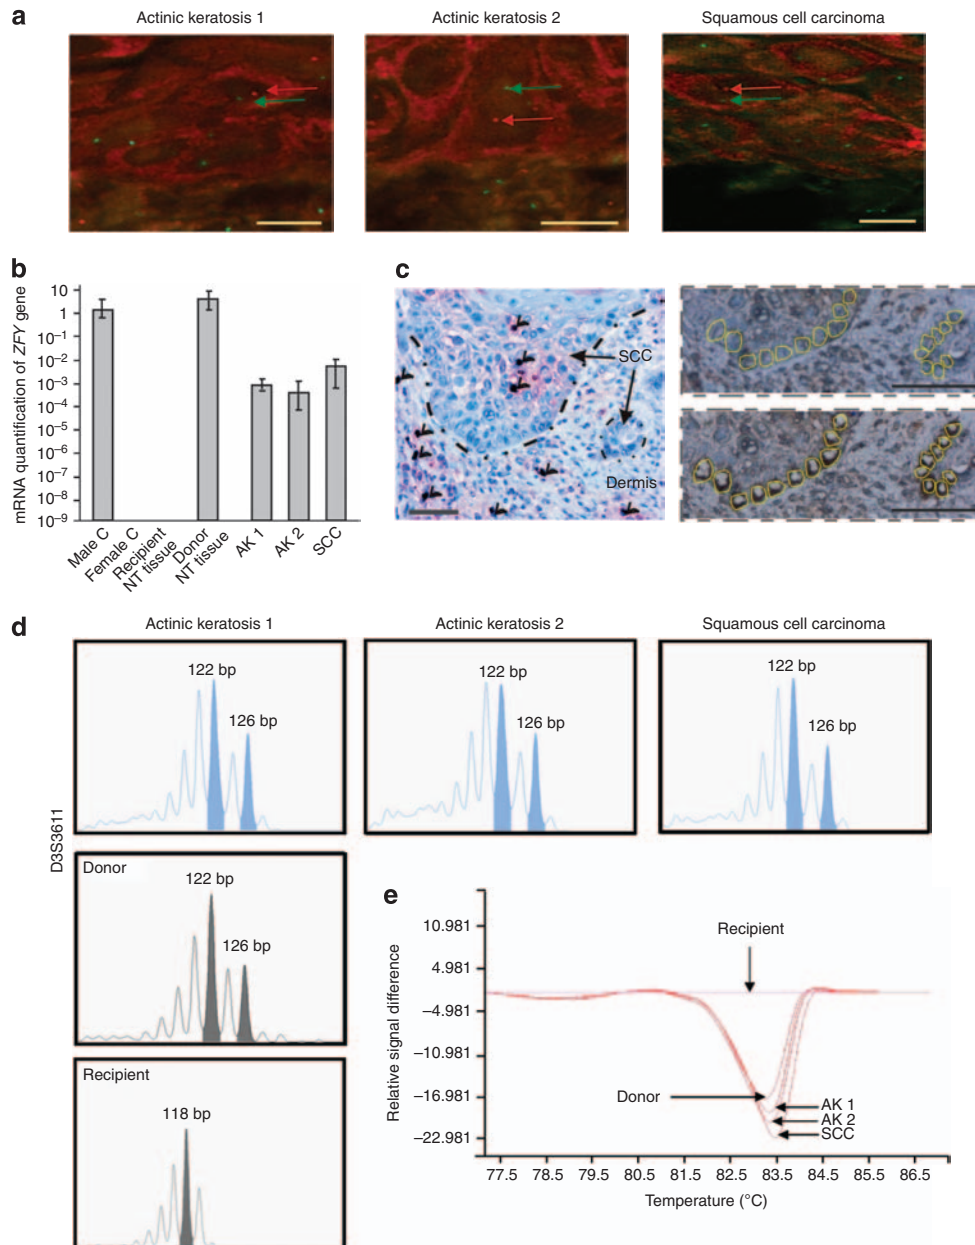 a
Actinic keratosis 1
Actinic keratosis 2
Squamous cell carcinoma
b
mRNA quantification of ZFY gene
10
1
10⁻¹
10⁻²
10⁻³
10⁻⁴
10⁻⁵
10⁻⁶
10⁻⁷
10⁻⁸
10⁻⁹
Male C
Female C
Recipient
NT tissue
Donor
NT tissue
AK 1
AK 2
SCC
c
SCC
Dermis
d
Actinic keratosis 1
Actinic keratosis 2
Squamous cell carcinoma
D3S3611
122 bp
126 bp
122 bp
126 bp
122 bp
126 bp
Donor
122 bp
126 bp
Recipient
118 bp
e
Relative signal difference
10.981
4.981
−4.981
−10.981
−16.981
−22.981
Recipient
Donor
AK 1
AK 2
SCC
77.5 78.5 79.5 80.5 81.5 82.5 83.5 84.5 85.5 86.5
Temperature (°C)